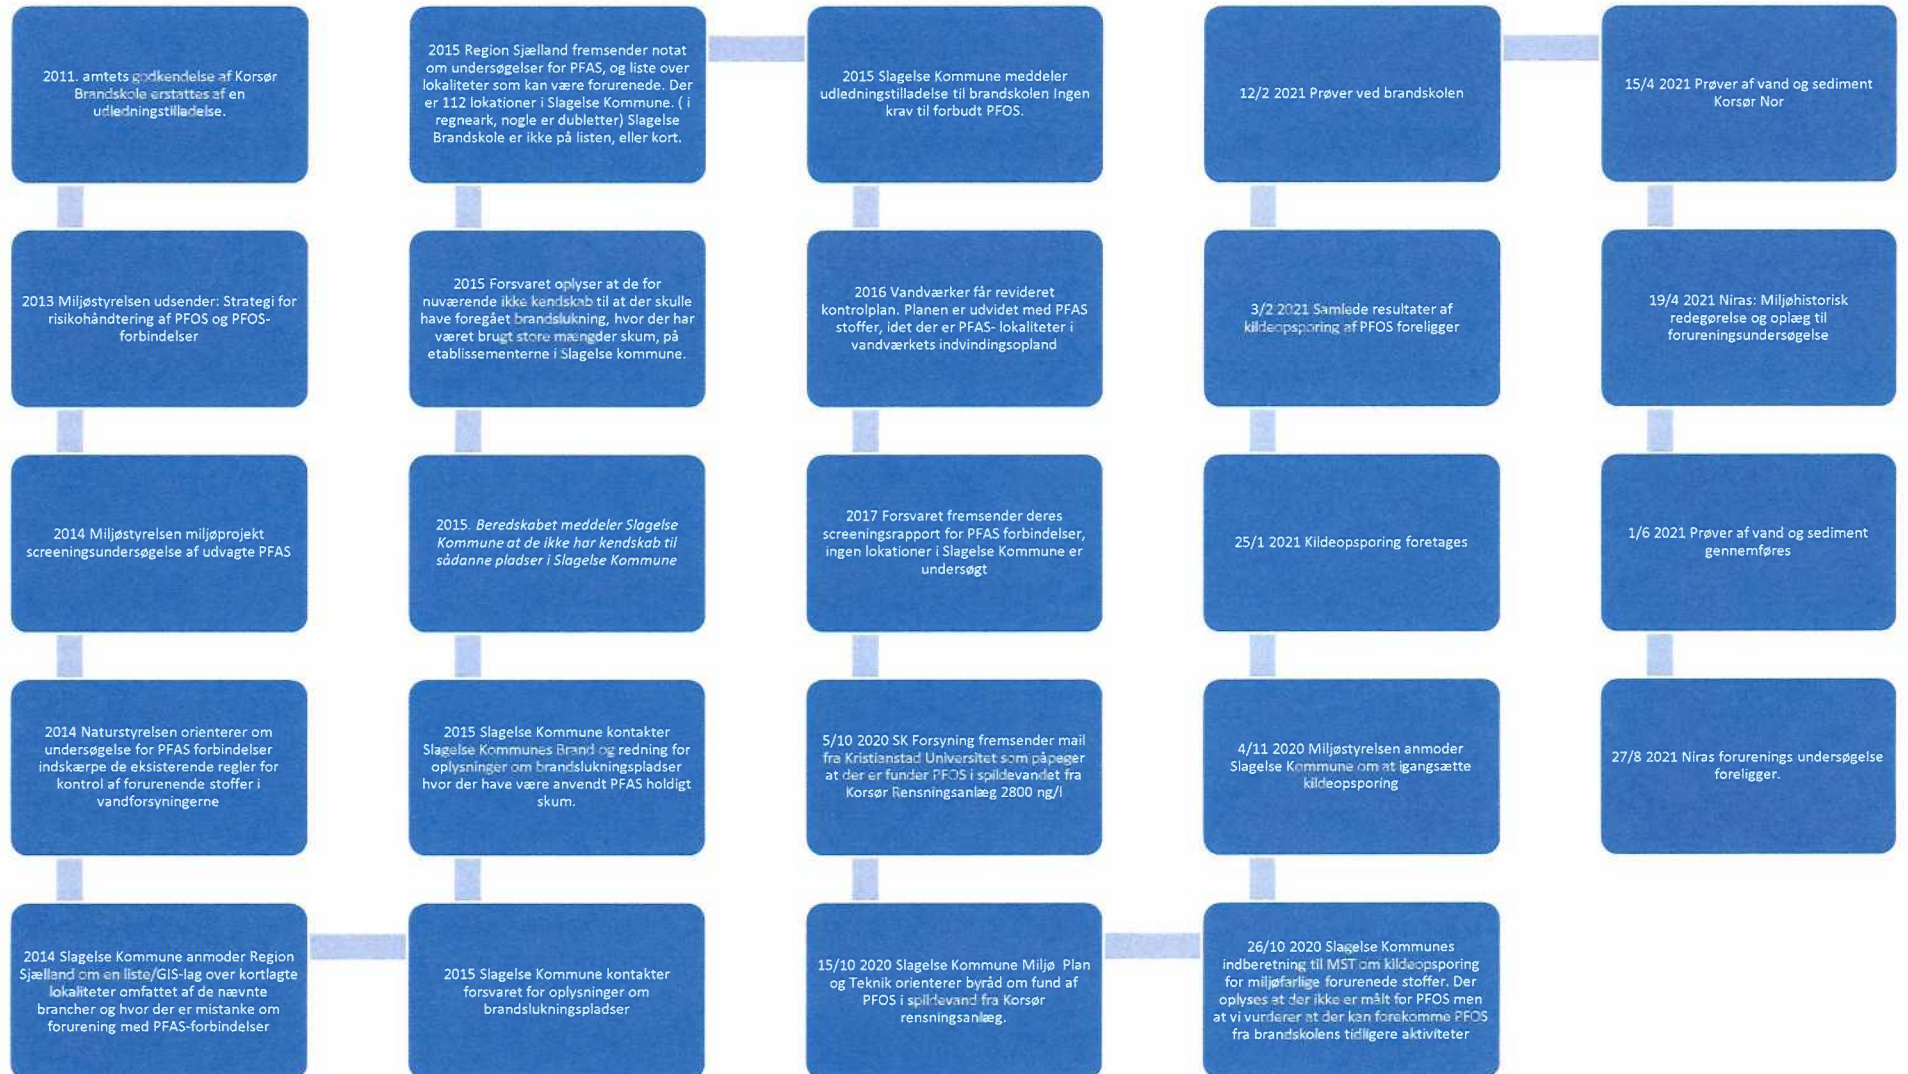 2011. amtets godkendelse af Korsør
Brandskole erstattes af en
udledningstilladelse.
2013 Miljøstyrelsen udsender: Strategi for
risikohåndtering af PFOS og PFOS-
forbindelser
2014 Miljøstyrelsen miljøprojekt
screeningsundersøgelse af udvagte PFAS
2014 Naturstyrelsen orienterer om
undersøgelse for PFAS forbindelser
indskærpe de eksisterende regler for
kontrol af forurenende stoffer i
vandforsyningerne
2014 Slagelse Kommune anmoder Region
Sjælland om en liste/GIS-lag over kortlagte
lokaliteter omfattet af de nævnte
brancher og hvor der er mistanke om
forurening med PFAS-forbindelser
2015 Slagelse Kommune kontakter
forsvaret for oplysninger om
brandslukningspladser
2015 Slagelse Kommune kontakter
Slagelse Kommunes Brand og redning for
oplysninger om brandslukningspladser
hvor der have være anvendt PFAS holdigt
skum.
2015. Beredskabet meddeler Slagelse
Kommune at de ikke har kendskab til
sådanne pladser i Slagelse Kommune
2015 Forsvaret oplyser at de for
nuværende ikke kendskab til at der skulle
have foregået brandslukning, hvor der har
været brugt store mængder skum, på
etablissementerne i Slagelse kommune.
2015 Region Sjælland fremsender notat
om undersøgelser for PFAS, og liste over
lokaliteter som kan være forurenede. Der
er 112 lokationer i Slagelse Kommune. ( i
regneark, nogle er dubletter) Slagelse
Brandskole er ikke på listen, eller kort.
2015 Slagelse Kommune meddeler
udledningstilladelse til brandskolen Ingen
krav til forbudt PFOS.
2016 Vandværker får revideret
kontrolplan. Planen er udvidet med PFAS
stoffer, idet der er PFAS- lokaliteter i
vandværkets indvindingsopland
2017 Forsvaret fremsender deres
screeningsrapport for PFAS forbindelser,
ingen lokationer i Slagelse Kommune er
undersøgt
5/10 2020 SK Forsyning fremsender mail
fra Kristianstad Universitet som påpeger
at der er funder PFOS i spildevandet fra
Korsør Rensningsanlæg 2800 ng/l
15/10 2020 Slagelse Kommune Miljø Plan
og Teknik orienterer byråd om fund af
PFOS i spildevand fra Korsør
rensningsanlæg.
26/10 2020 Slagelse Kommunes
indberetning til MST om kildeopsporing
for miljøfarlige forurenede stoffer. Der
oplyses at der ikke er målt for PFOS men
at vi vurderer at der kan forekomme PFOS
fra brandskolens tidligere aktiviteter
4/11 2020 Miljøstyrelsen anmoder
Slagelse Kommune om at igangsætte
kildeopsporing
25/1 2021 Kildeopsporing foretages
3/2 2021 Samlede resultater af
kildeopsporing af PFOS foreligger
12/2 2021 Prøver ved brandskolen
15/4 2021 Prøver af vand og sediment
Korsør Nor
19/4 2021 Niras: Miljøhistorisk
redegørelse og oplæg til
forureningsundersøgelse
1/6 2021 Prøver af vand og sediment
gennemføres
27/8 2021 Niras forurenings undersøgelse
foreligger.